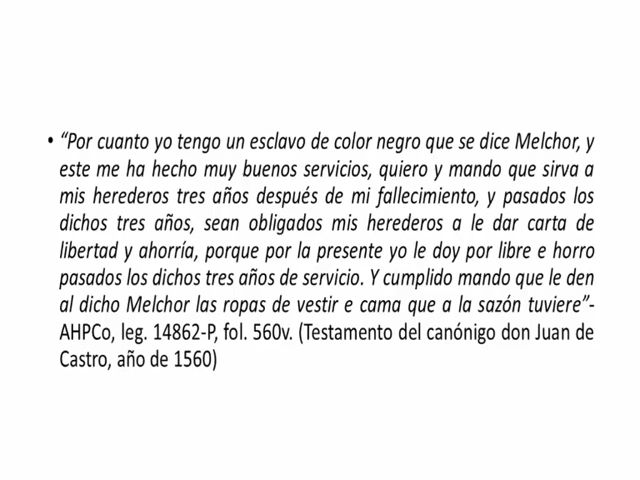 • “Por cuanto yo tengo un esclavo de color negro que se dice Melchor, y
este me ha hecho muy buenos servicios, quiero y mando que sirva a
mis herederos tres años después de mi fallecimiento, y pasados los
dichos tres años, sean obligados mis herederos a le dar carta de
libertad y ahorría, porque por la presente yo le doy por libre e horro
pasados los dichos tres años de servicio. Y cumplido mando que le den
al dicho Melchor las ropas de vestir e cama que a la sazón tuviere”-
AHPCo, leg. 14862-P, fol. 560v. (Testamento del canónigo don Juan de
Castro, año de 1560)